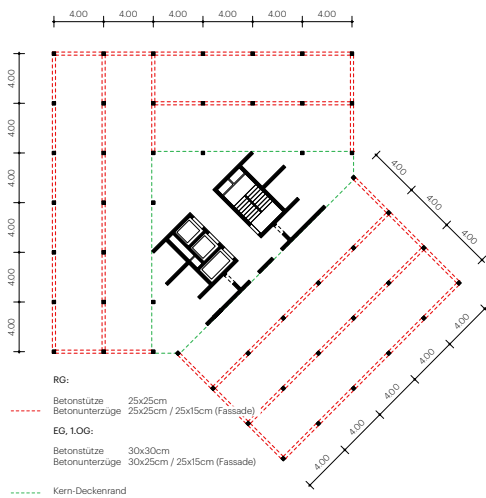 4.00 4.00 4.00 4.00 4.00 4.00
4.00
4.00
4.00
4.00
4.00
4.00
4.00
4.00
4.00
4.00
4.00
4.00
4.00
4.00
RG:
Betonstütze 25x25cm
Betonunterzüge 25x25cm / 25x15cm (Fassade)
EG, 1.OG:
Betonstütze 30x30cm
Betonunterzüge 30x25cm / 25x15cm (Fassade)
Kern-Deckenrand